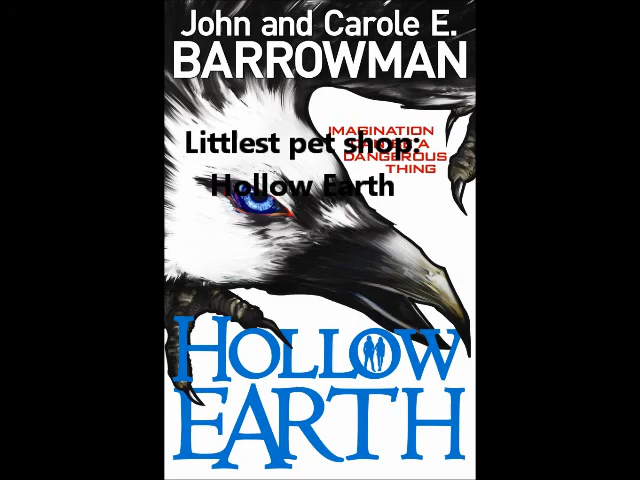 John and Carole E.
BARROWMAN
IMAGINATION
Littlest pet shop:
DANGEROUS
THING
Hollow Earth
HOLLOW
EARTH